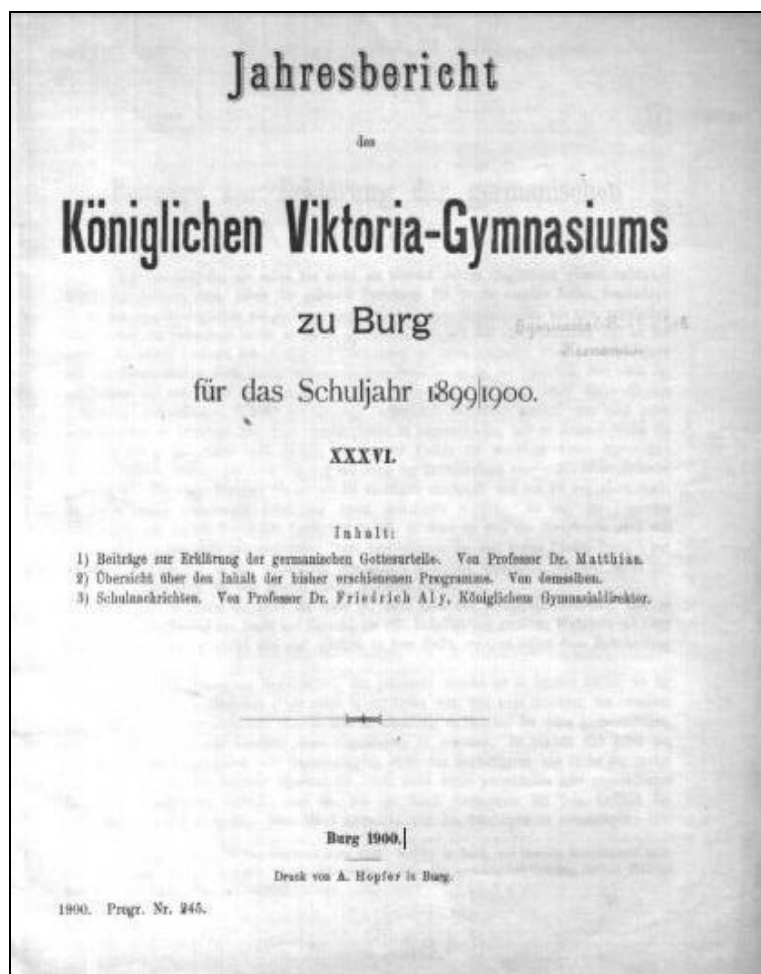 Jahresbericht
des
Königlichen Viktoria-Gymnasiums
zu Burg
für das Schuljahr 1899|1900.
XXXVI.
Inhalt:
1) Beiträge zur Erklärung der germanischen Gottesurteile. Von Professor Dr. Matthias.
2) Übersicht über den Inhalt der bisher erschienenen Programme. Von demselben.
3) Schulnachrichten. Von Professor Dr. Friedrich Aly, Königlichem Gymnasialdirektor.
Burg 1900.
Druck von A. Hopfer in Burg.
1900. Progr. Nr. 245.